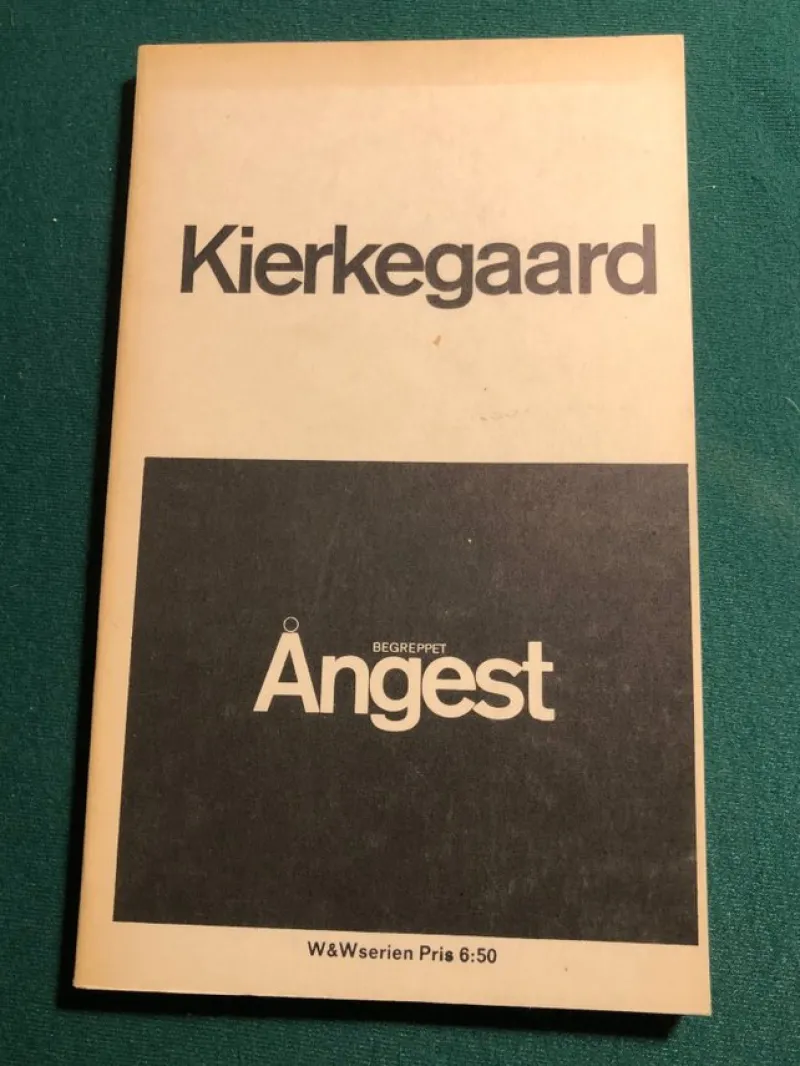 Kierkegaard
BEGREPPET
Ångest
W&Wserien Pris 6:50